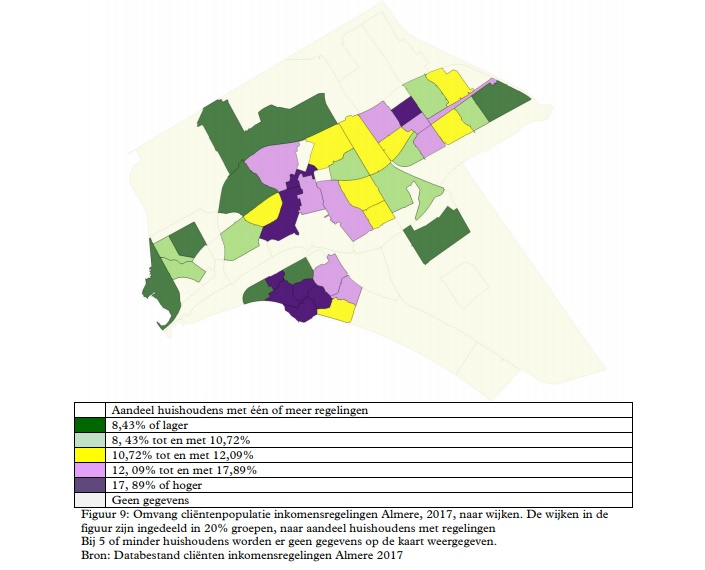 Aandeel huishoudens met één of meer regelingen
8,43% of lager
8, 43% tot en met 10,72%
10,72% tot en met 12,09%
12, 09% tot en met 17,89%
17, 89% of hoger
Geen gegevens
Figuur 9: Omvang cliëntenpopulatie inkomensregelingen Almere, 2017, naar wijken. De wijken in de
figuur zijn ingedeeld in 20% groepen, naar aandeel huishoudens met regelingen
Bij 5 of minder huishoudens worden er geen gegevens op de kaart weergegeven.
Bron: Databestand cliënten inkomensregelingen Almere 2017